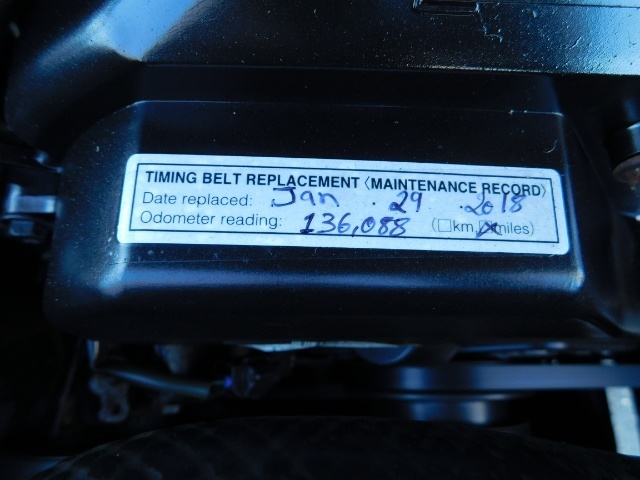 TIMING BELT REPLACEMENT (MAINTENANCE RECORD)
Date replaced: Jan . 29 . 2018
Odometer reading: 136,088 (☐km, ☒miles)